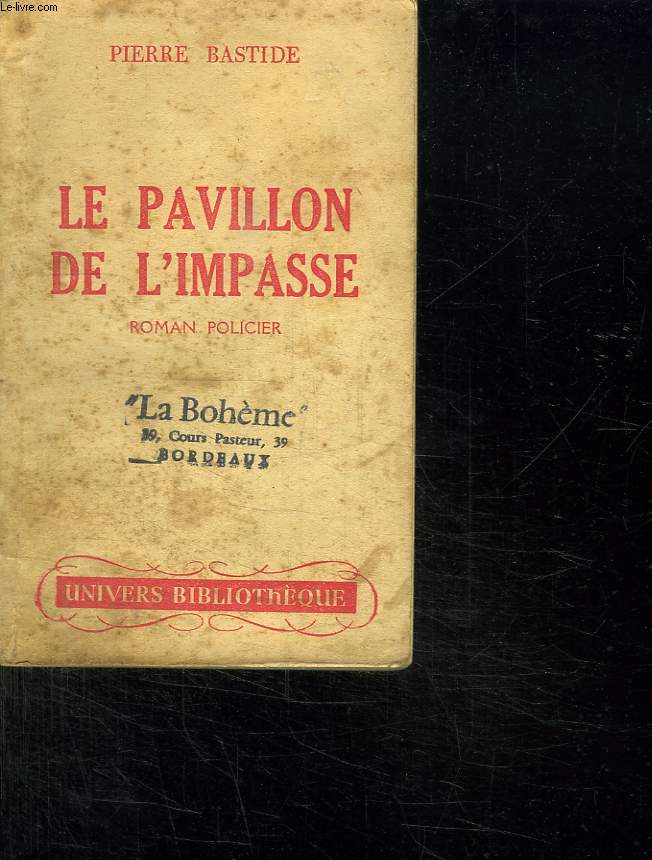 Le-livre.com
PIERRE BASTIDE
LE PAVILLON
DE L'IMPASSE
ROMAN POLICIER
"La Bohème"
39, Cours Pasteur, 39
BORDEAUX
UNIVERS BIBLIOThÈQUE